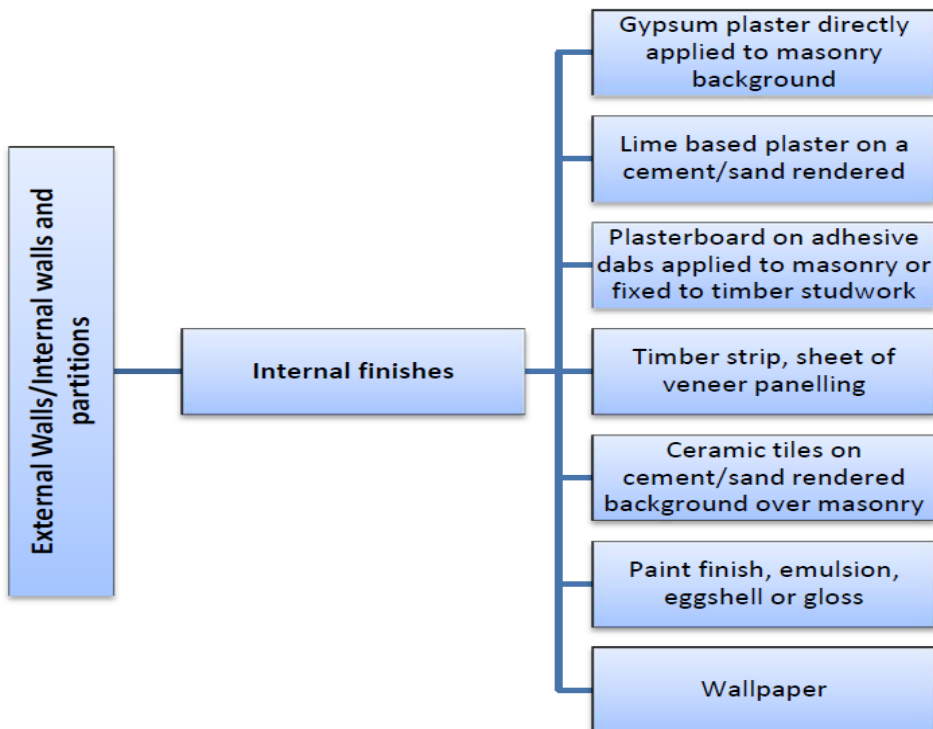 External Walls/Internal walls and
partitions
Internal finishes
Gypsum plaster directly
applied to masonry
background
Lime based plaster on a
cement/sand rendered
Plasterboard on adhesive
dabs applied to masonry or
fixed to timber studwork
Timber strip, sheet of
veneer panelling
Ceramic tiles on
cement/sand rendered
background over masonry
Paint finish, emulsion,
eggshell or gloss
Wallpaper